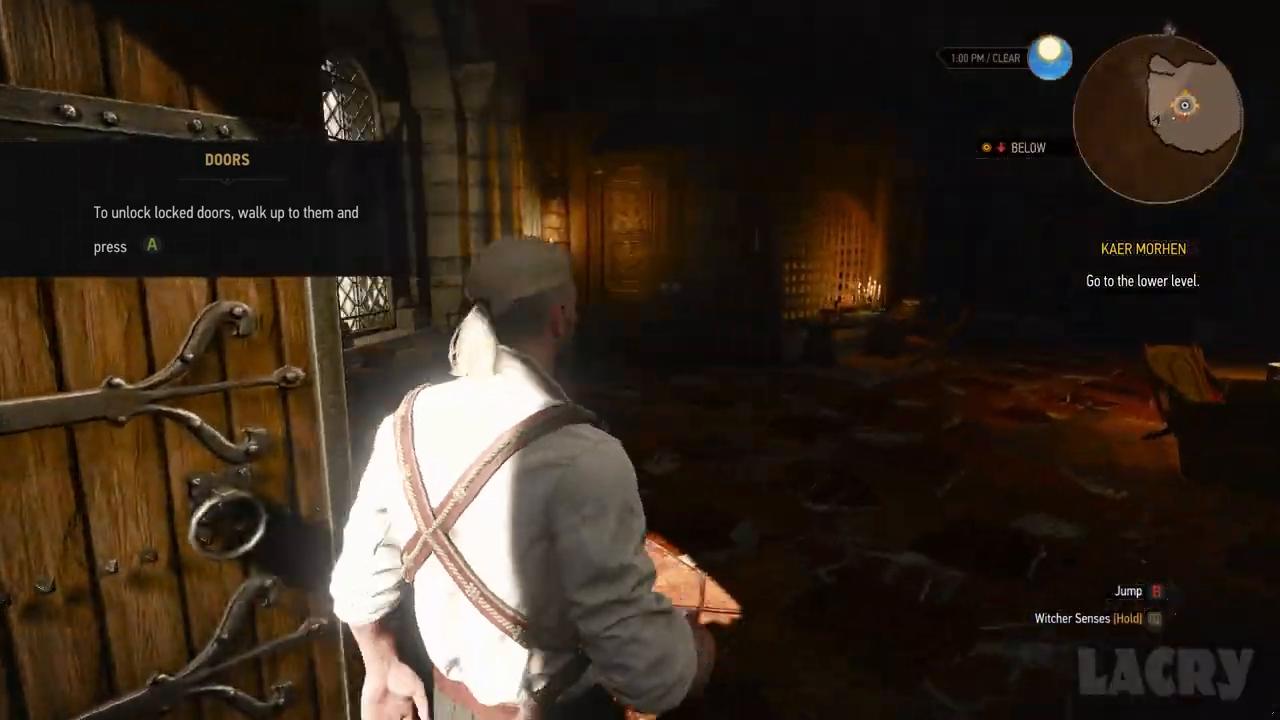 1:00 PM / CLEAR
BELOW
DOORS
To unlock locked doors, walk up to them and
press A
KAER MORHEN
Go to the lower level.
Jump B
Witcher Senses [Hold]
LACRY